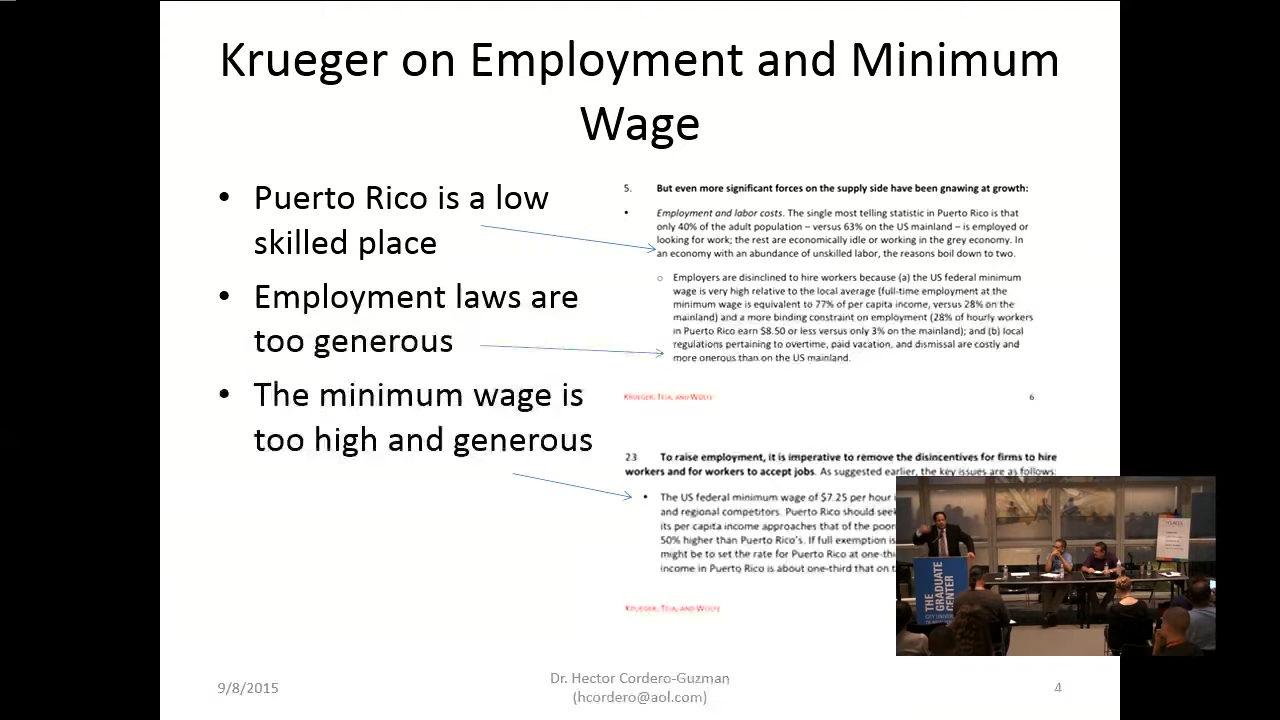 Krueger on Employment and Minimum
Wage
• Puerto Rico is a low
skilled place
• Employment laws are
too generous
• The minimum wage is
too high and generous
5. But even more significant forces on the supply side have been gnawing at growth:
• Employment and labor costs. The single most telling statistic in Puerto Rico is that
only 40% of the adult population – versus 63% on the US mainland – is employed or
looking for work; the rest are economically idle or working in the grey economy. In
an economy with an abundance of unskilled labor, the reasons boil down to two.
○ Employers are disinclined to hire workers because (a) the US federal minimum
wage is very high relative to the local average (full-time employment at the
minimum wage is equivalent to 77% of per capita income, versus 28% on the
mainland) and a more binding constraint on employment (28% of hourly workers
in Puerto Rico earn $8.50 or less versus only 3% on the mainland); and (b) local
regulations pertaining to overtime, paid vacation, and dismissal are costly and
more onerous than on the US mainland.
KRUEGER, TEJA, AND WOLFE
6
23. To raise employment, it is imperative to remove the disincentives for firms to hire
workers and for workers to accept jobs. As suggested earlier, the key issues are as follows:
• The US federal minimum wage of $7.25 per hour
and regional competitors. Puerto Rico should seek
its per capita income approaches that of the
50% higher than Puerto Rico's. If full exemption is
might be to set the rate for Puerto Rico at
income in Puerto Rico is about one-third that on
KRUEGER, TEJA, AND WOLFE
THE
GRADUATE
CENTER
9/8/2015
Dr. Hector Cordero-Guzman
(hcordero@aol.com)
4